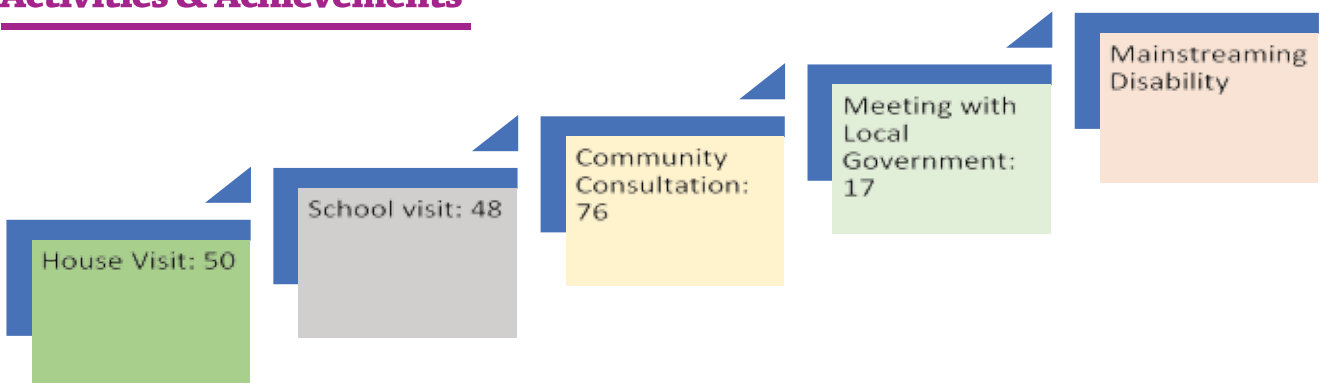 Activities & Achievements
House Visit: 50
School visit: 48
Community
Consultation:
76
Meeting with
Local
Government:
17
Mainstreaming
Disability